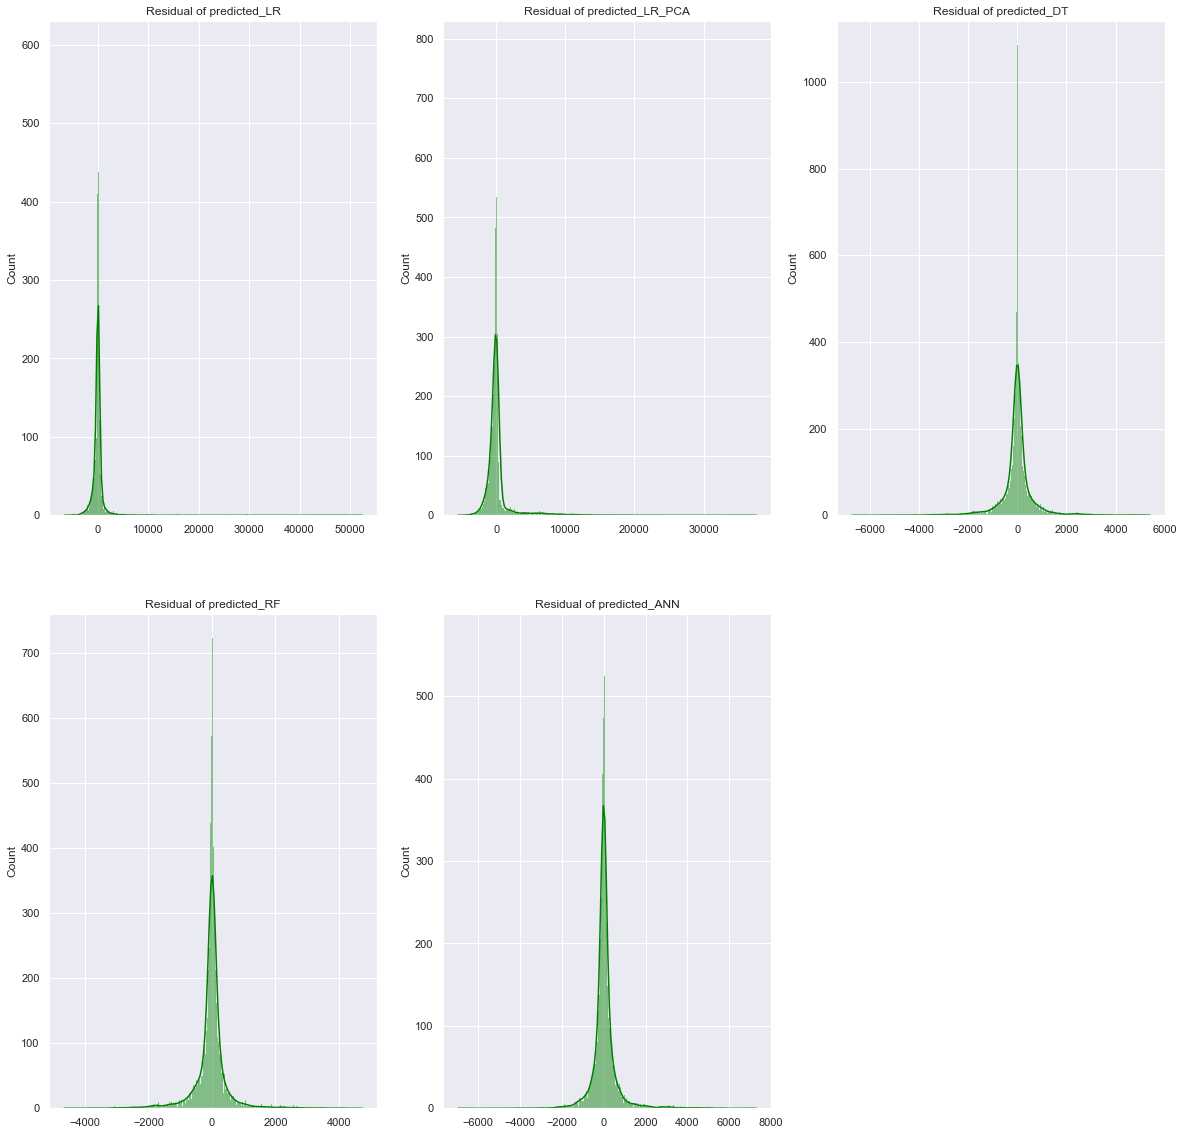 Residual of predicted_LR
Count
600
500
400
300
200
100
0
0 10000 20000 30000 40000 50000
Residual of predicted_LR_PCA
Count
800
700
600
500
400
300
200
100
0
0 10000 20000 30000
Residual of predicted_DT
Count
1000
800
600
400
200
0
−6000 −4000 −2000 0 2000 4000 6000
Residual of predicted_RF
Count
700
600
500
400
300
200
100
0
−4000 −2000 0 2000 4000
Residual of predicted_ANN
Count
500
400
300
200
100
0
−6000 −4000 −2000 0 2000 4000 6000 8000